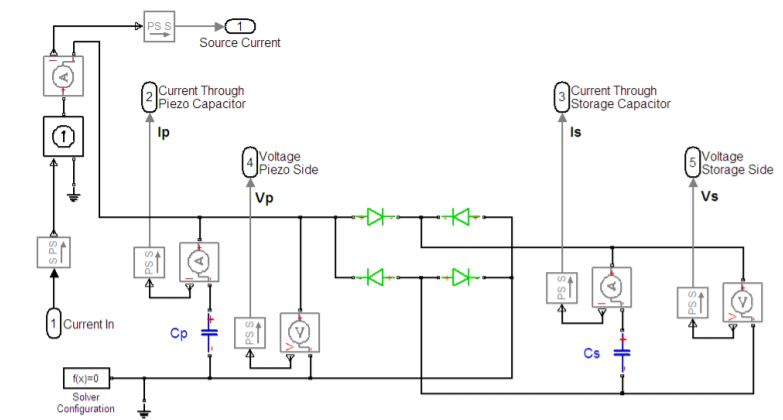 PS S
1
Source Current
A
1
2
Current Through
Piezo Capacitor
Ip
3
Current Through
Storage Capacitor
Is
4
Voltage
Piezo Side
Vp
5
Voltage
Storage Side
Vs
S PS
PS S
A
PS S
A
PS S
V
V
PS S
V
V
1
Current In
Cp
Cs
f(x)=0
Solver
Configuration